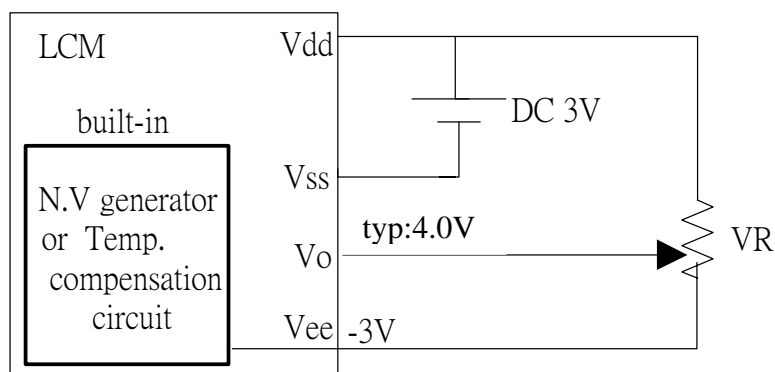 LCM
Vdd
built-in
DC 3V
Vss
N.V generator
or Temp.
compensation
circuit
typ:4.0V
Vo
VR
Vee
-3V